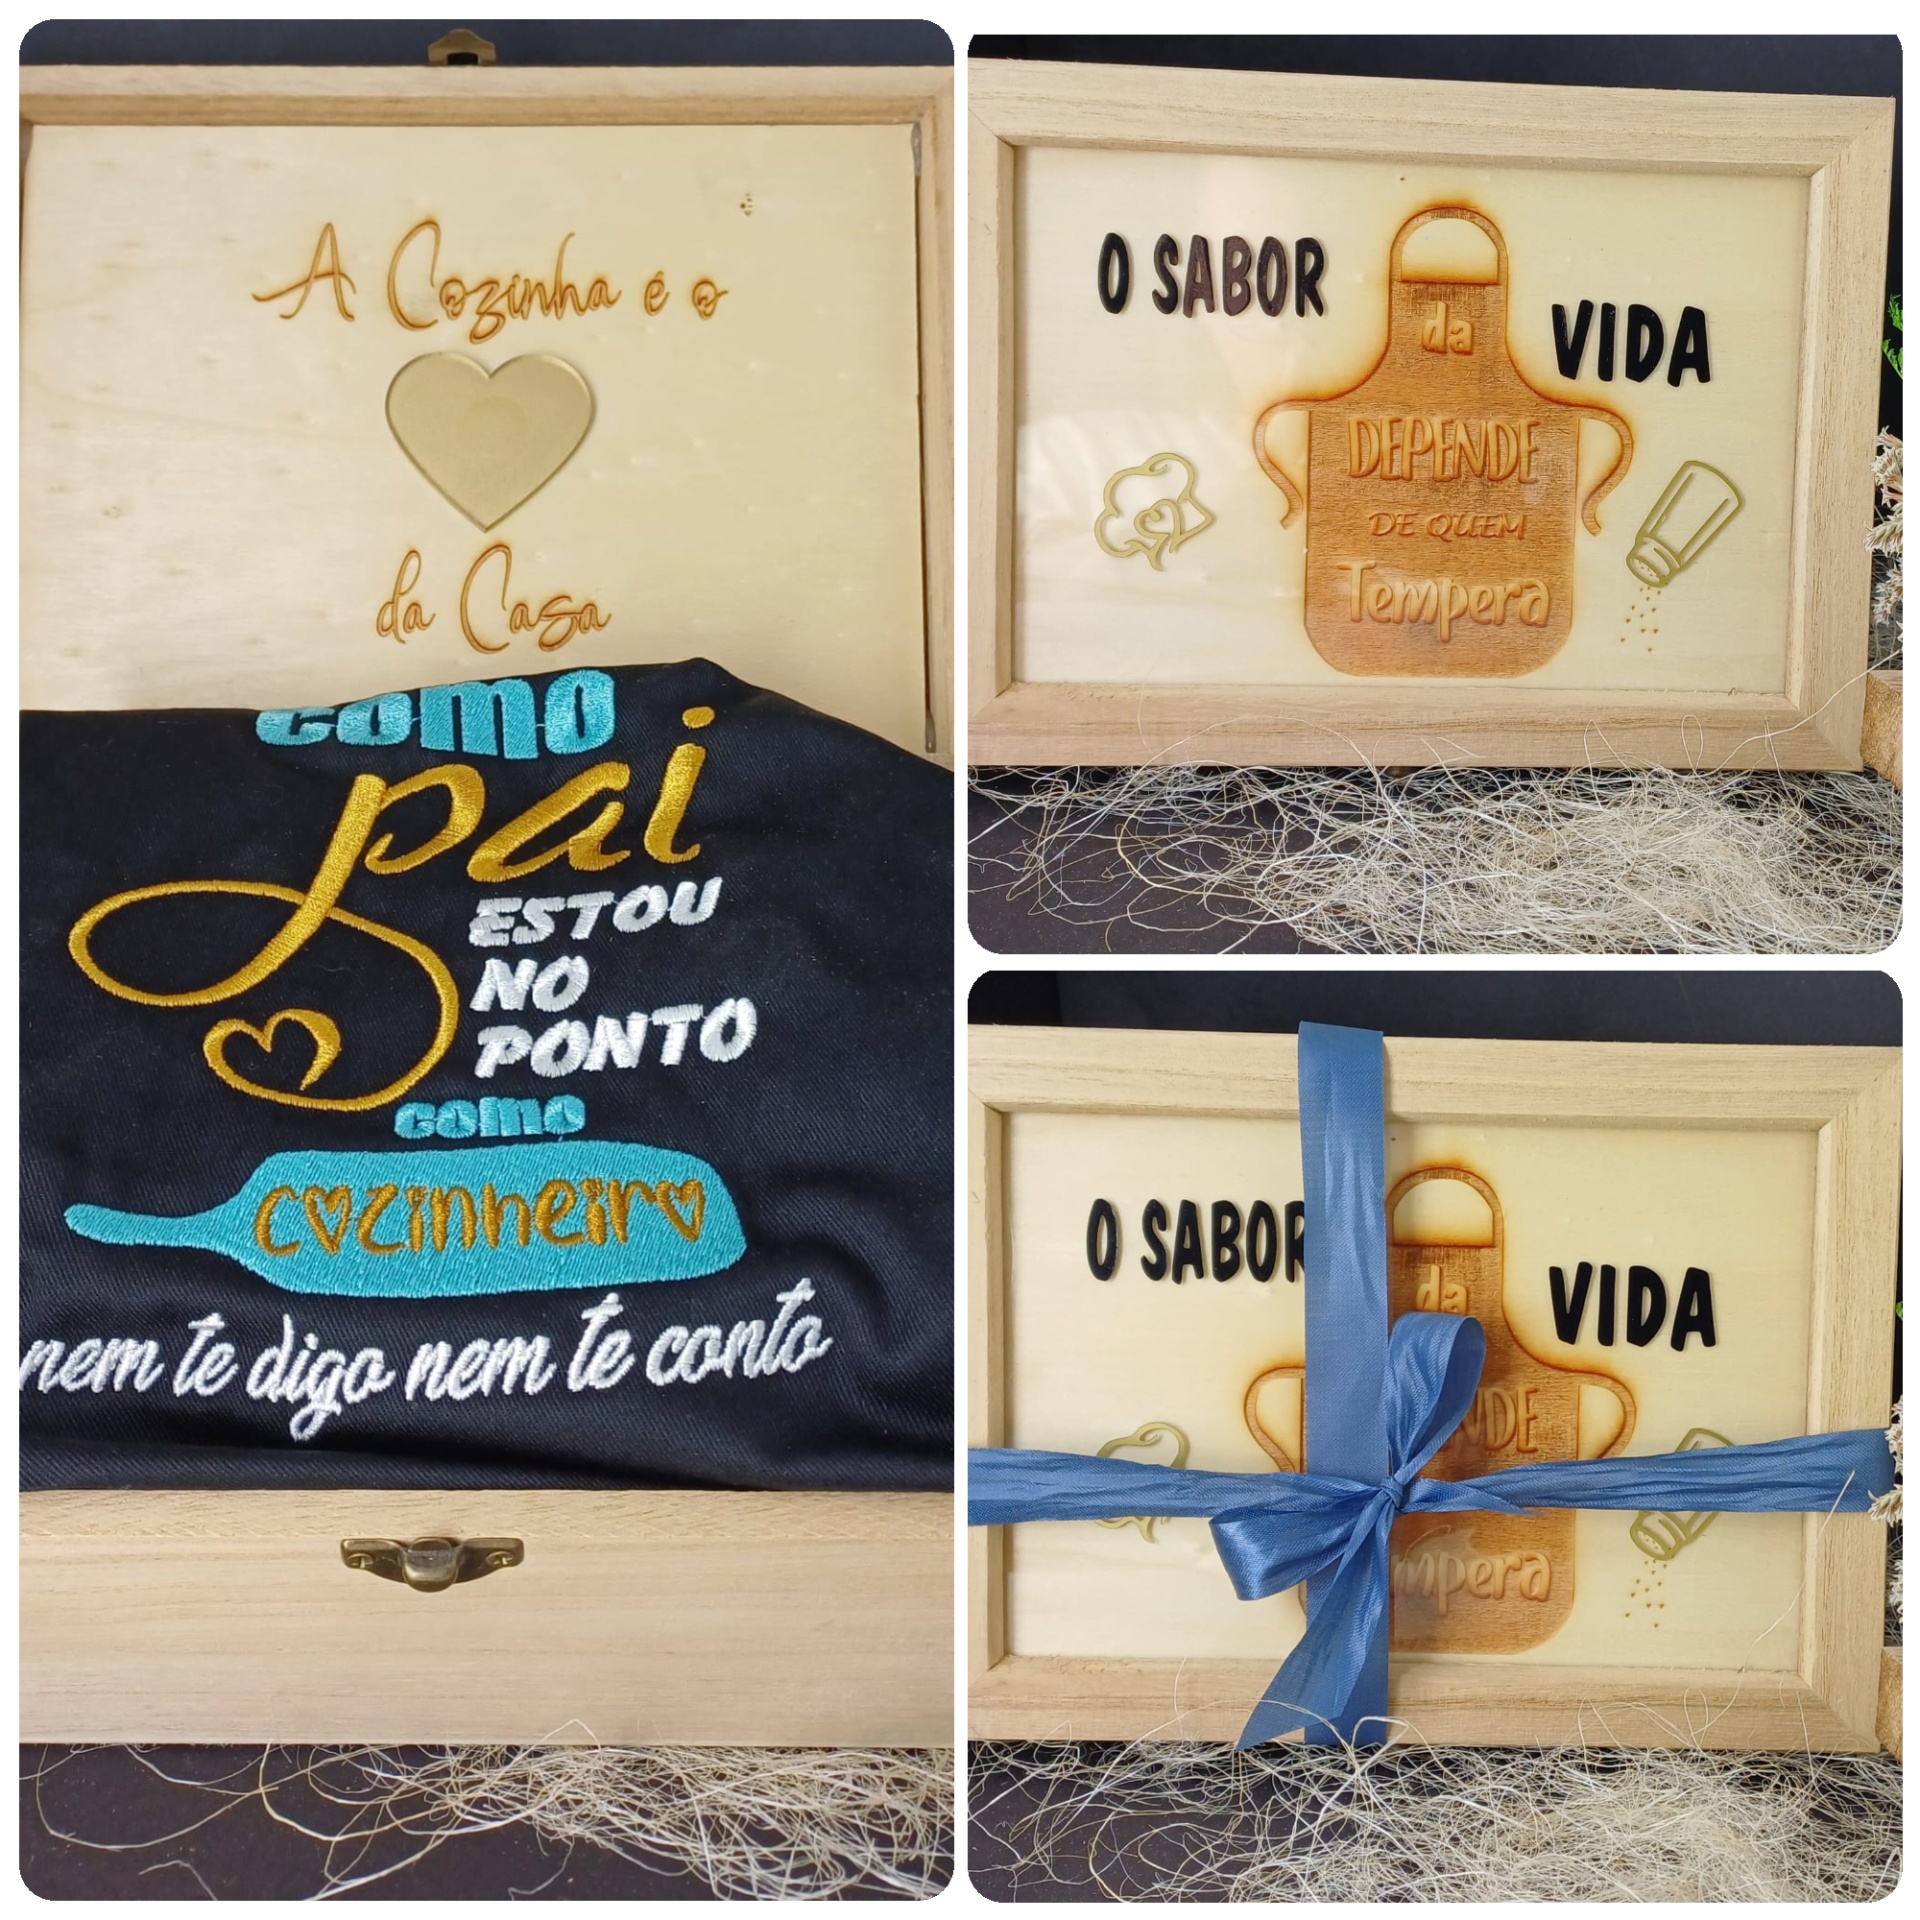 A Cozinha é o
da Casa
como
pai
ESTOU
NO
PONTO
como
cozinheiro
nem te digo nem te conto
O SABOR
da
VIDA
DEPENDE
DE QUEM
Tempera
O SABOR
da
VIDA
NDE
mpera